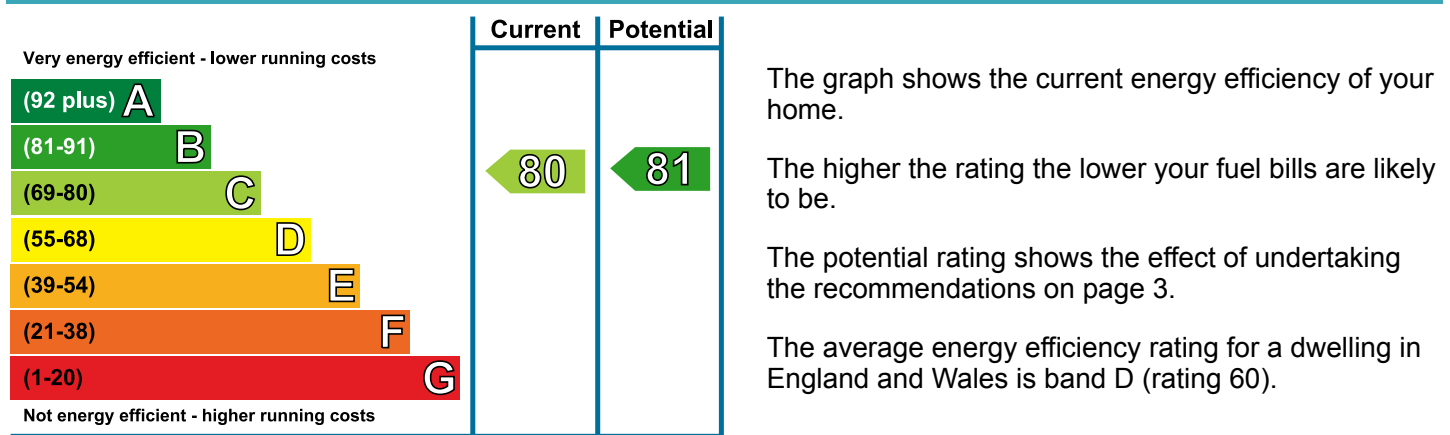 Current Potential
Very energy efficient - lower running costs
(92 plus) A
(81-91) B
(69-80) C
(55-68) D
(39-54) E
(21-38) F
(1-20) G
Not energy efficient - higher running costs
80 81
The graph shows the current energy efficiency of your
home.
The higher the rating the lower your fuel bills are likely
to be.
The potential rating shows the effect of undertaking
the recommendations on page 3.
The average energy efficiency rating for a dwelling in
England and Wales is band D (rating 60).